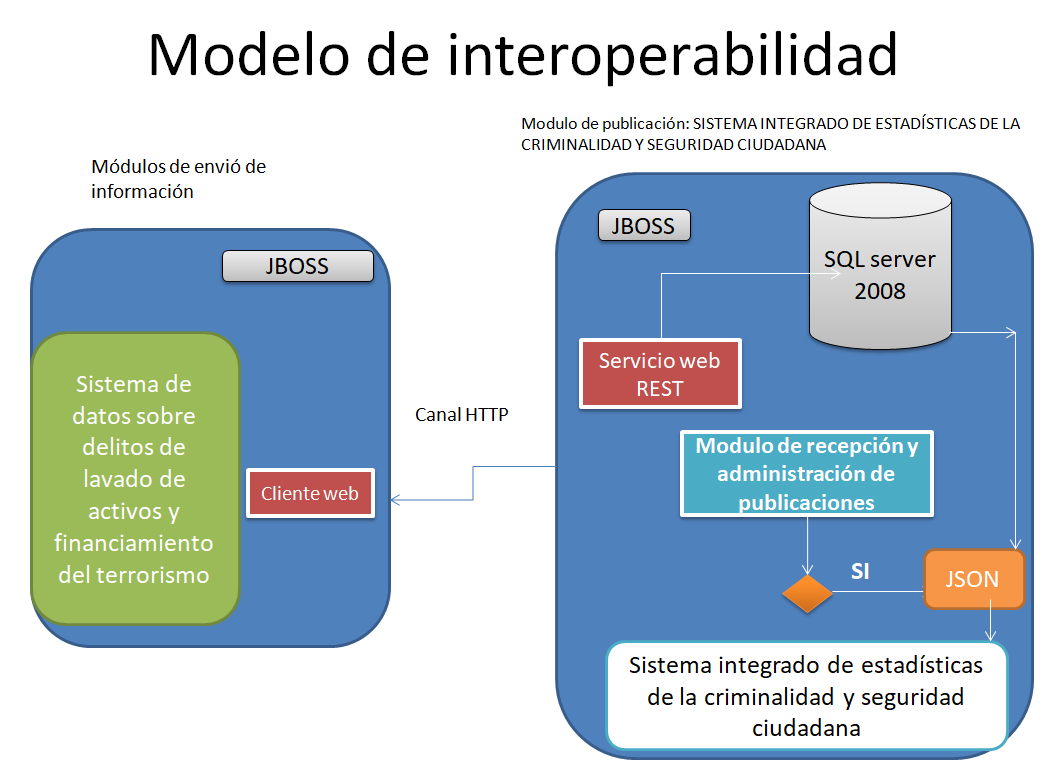 Modelo de interoperabilidad
Modulo de publicación: SISTEMA INTEGRADO DE ESTADÍSTICAS DE LA
CRIMINALIDAD Y SEGURIDAD CIUDADANA
Módulos de envió de
información
JBOSS
Sistema de
datos sobre
delitos de
lavado de
activos y
financiamiento
del terrorismo
Cliente web
Canal HTTP
JBOSS
SQL server
2008
Servicio web
REST
Modulo de recepción y
administración de
publicaciones
SI
JSON
Sistema integrado de estadísticas
de la criminalidad y seguridad
ciudadana